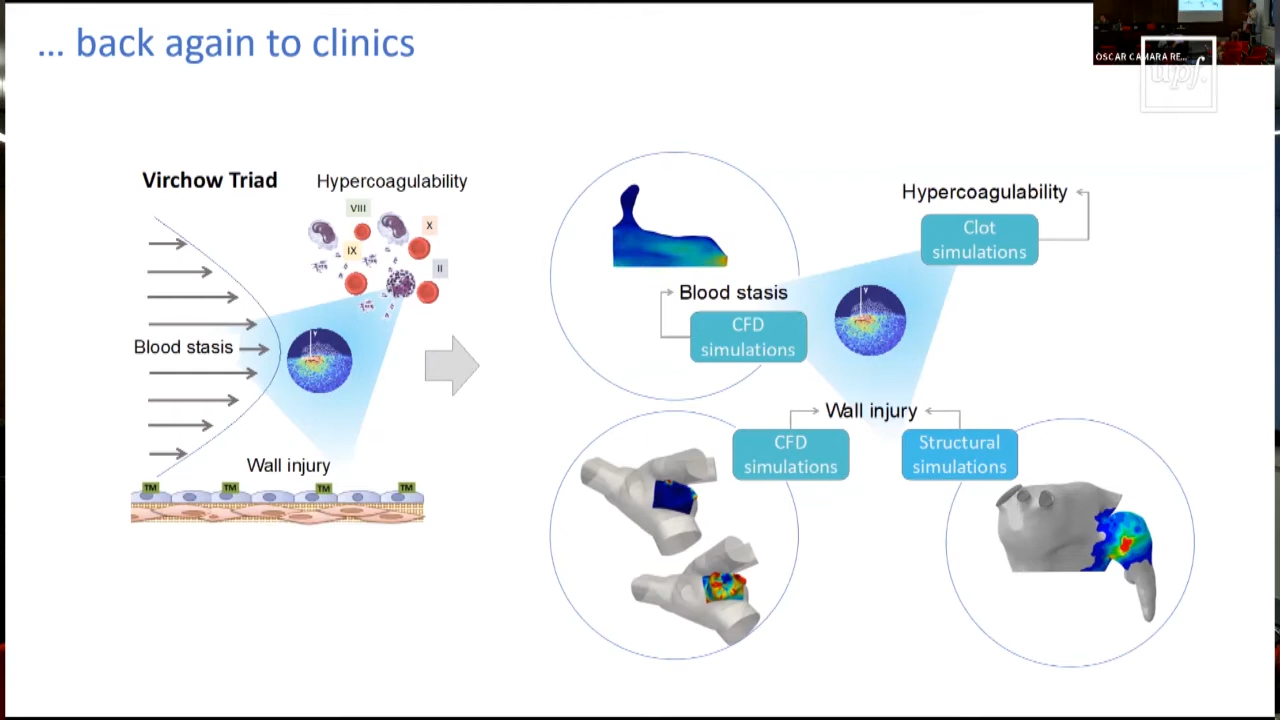 ... back again to clinics
OSCAR CAMARA RE...
upf.
Virchow Triad
Hypercoagulability
VIII
X
IX
II
Blood stasis
Wall injury
TM
TM
TM
TM
Hypercoagulability
Clot
simulations
Blood stasis
CFD
simulations
Wall injury
CFD
simulations
Structural
simulations